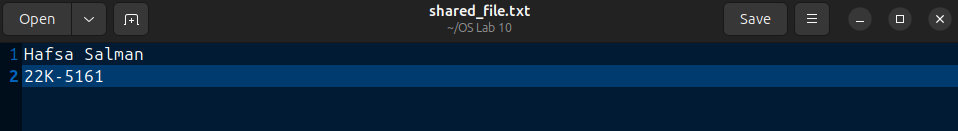 Open
shared_file.txt
~/OS Lab 10
Save
1 Hafsa Salman
2 22K-5161